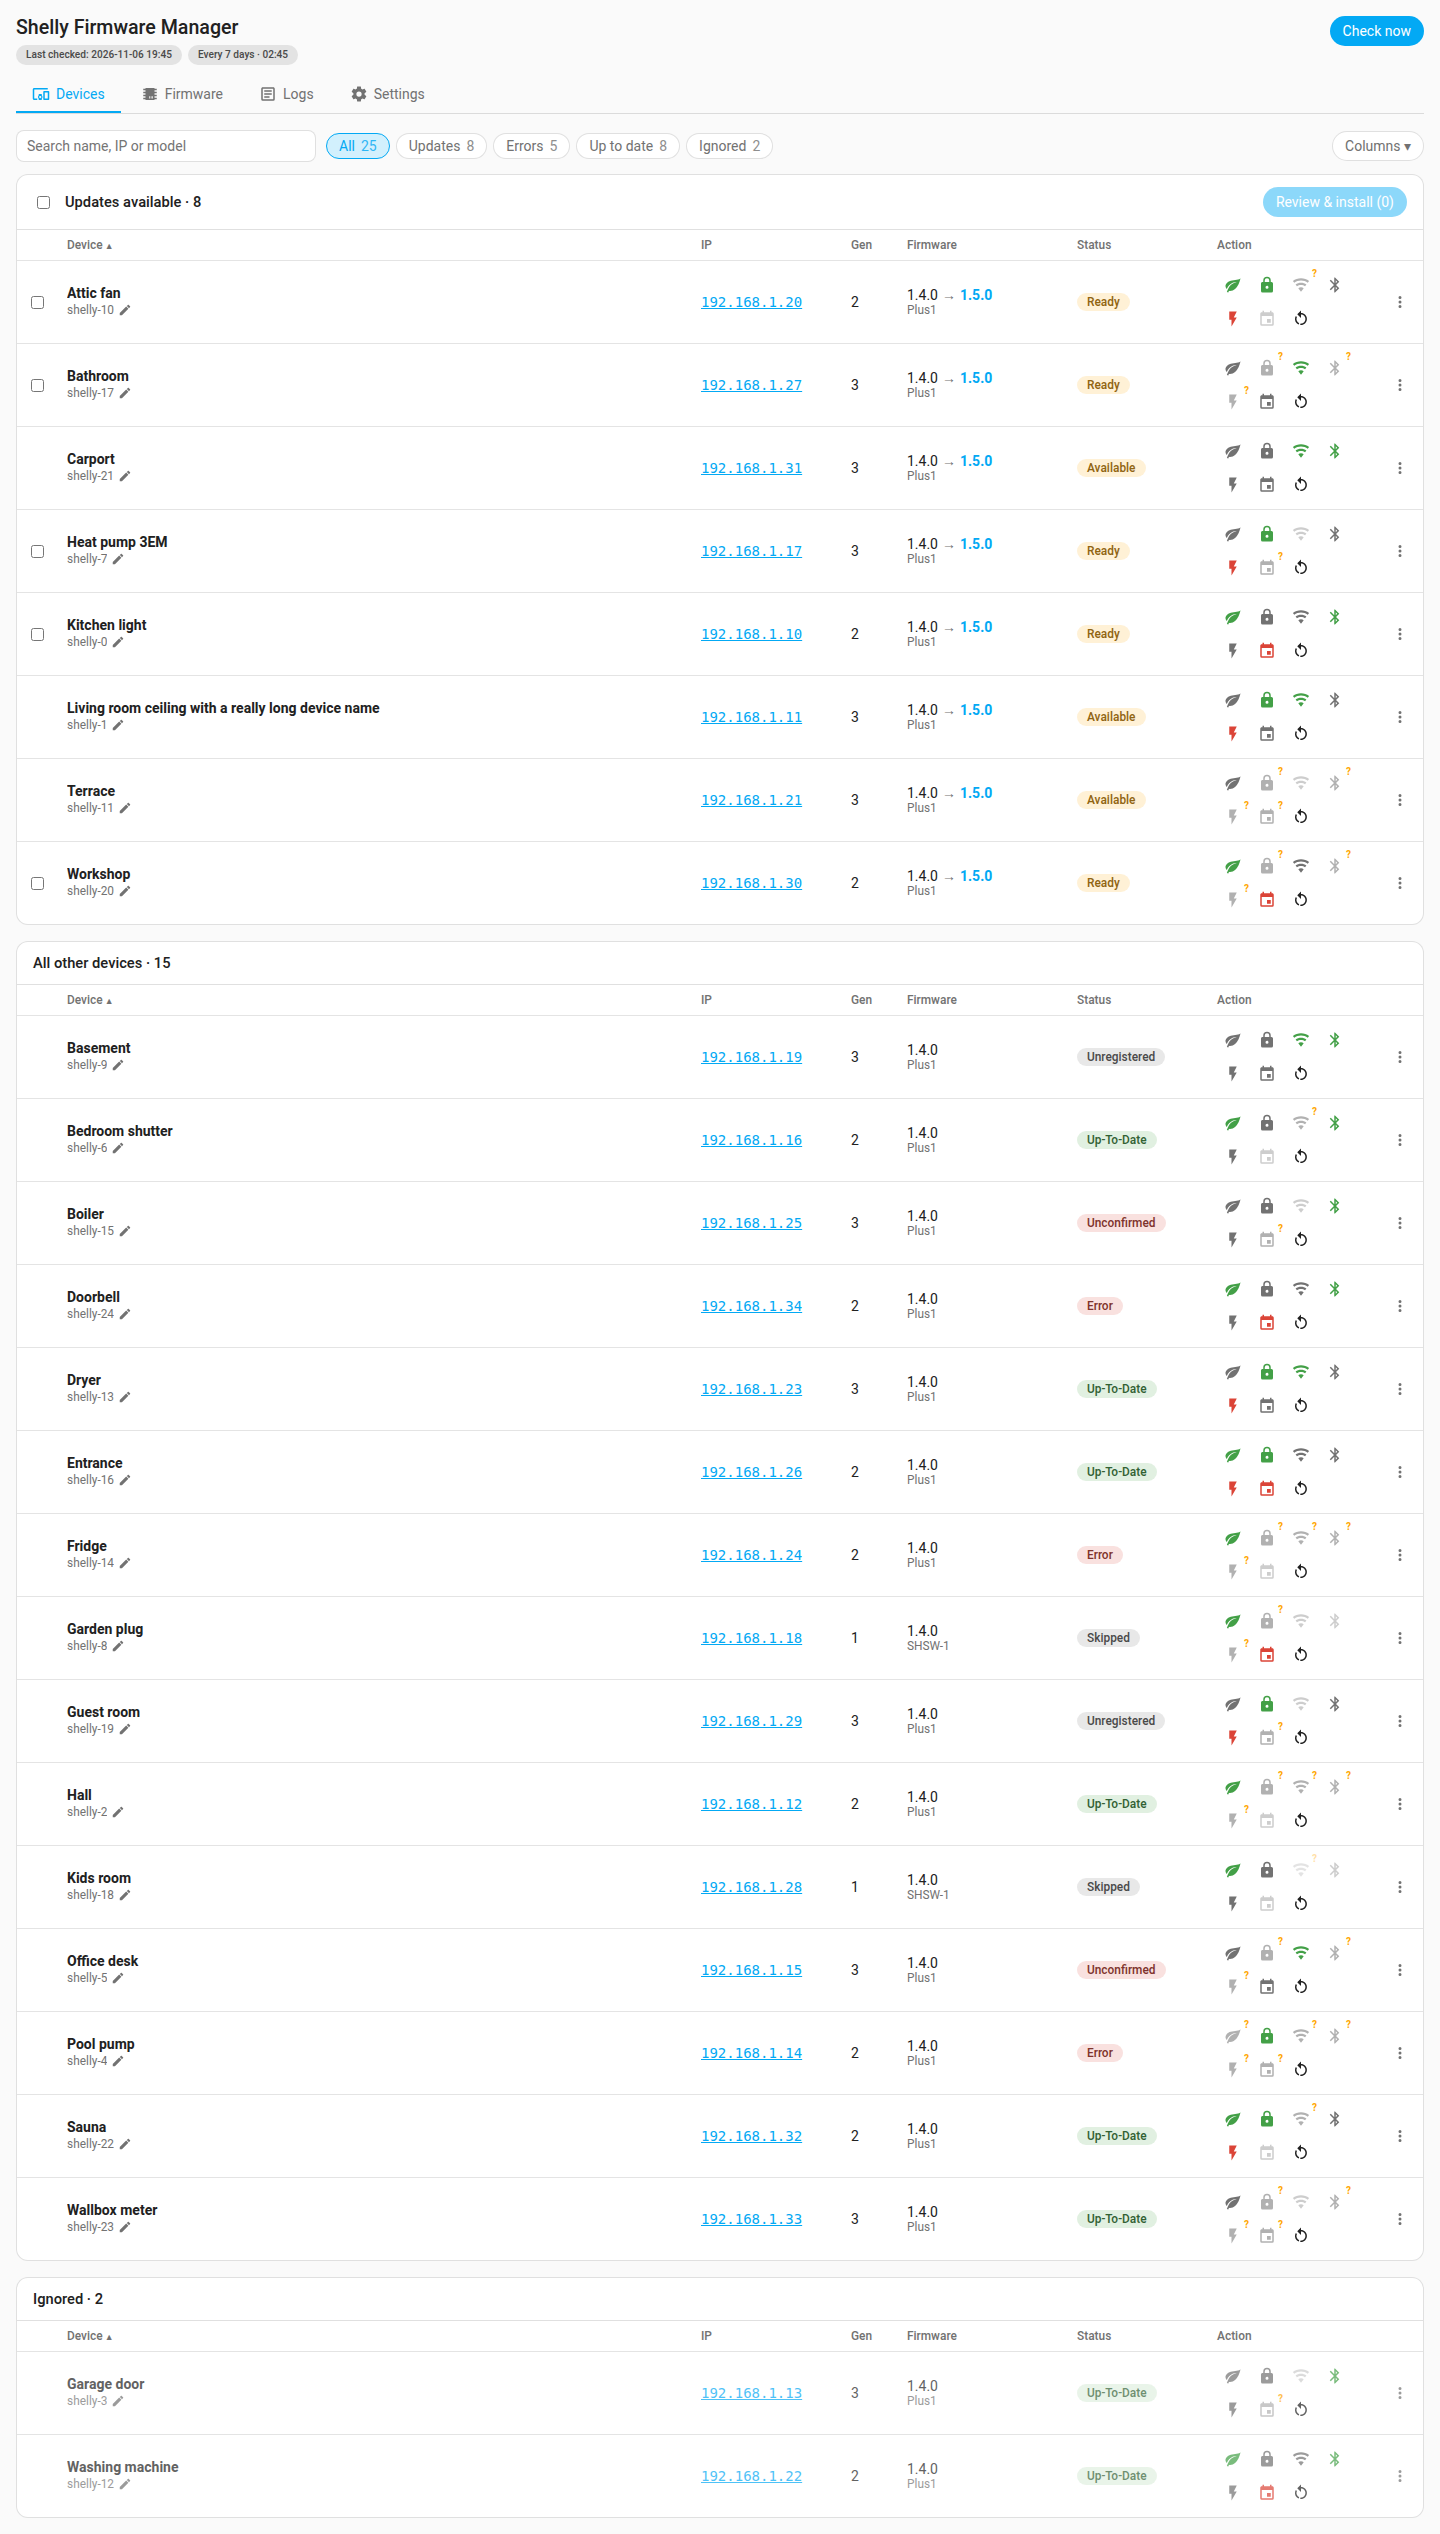 Shelly Firmware Manager
Check now
Last checked: 2026-11-06 19:45 Every 7 days · 02:45
Devices Firmware Logs Settings
Search name, IP or model All 25 Updates 8 Errors 5 Up to date 8 Ignored 2 Columns ▾
Updates available · 8 Review & install (0)
Device ▴ IP Gen Firmware Status Action
Attic fan
shelly-10
192.168.1.20 2
1.4.0 → 1.5.0
Plus1
Ready
?
Bathroom
shelly-17
192.168.1.27 3
1.4.0 → 1.5.0
Plus1
Ready
? ?
?
Carport
shelly-21
192.168.1.31 3
1.4.0 → 1.5.0
Plus1
Available
Heat pump 3EM
shelly-7
192.168.1.17 3
1.4.0 → 1.5.0
Plus1
Ready
?
Kitchen light
shelly-0
192.168.1.10 2
1.4.0 → 1.5.0
Plus1
Ready
Living room ceiling with a really long device name
shelly-1
192.168.1.11 3
1.4.0 → 1.5.0
Plus1
Available
Terrace
shelly-11
192.168.1.21 3
1.4.0 → 1.5.0
Plus1
Available
? ?
? ?
Workshop
shelly-20
192.168.1.30 2
1.4.0 → 1.5.0
Plus1
Ready
? ?
?
All other devices · 15
Device ▴ IP Gen Firmware Status Action
Basement
shelly-9
192.168.1.19 3
1.4.0
Plus1
Unregistered
Bedroom shutter
shelly-6
192.168.1.16 2
1.4.0
Plus1
Up-To-Date
?
Boiler
shelly-15
192.168.1.25 3
1.4.0
Plus1
Unconfirmed
?
Doorbell
shelly-24
192.168.1.34 2
1.4.0
Plus1
Error
Dryer
shelly-13
192.168.1.23 3
1.4.0
Plus1
Up-To-Date
Entrance
shelly-16
192.168.1.26 2
1.4.0
Plus1
Up-To-Date
Fridge
shelly-14
192.168.1.24 2
1.4.0
Plus1
Error
? ? ?
?
Garden plug
shelly-8
192.168.1.18 1
1.4.0
SHSW-1
Skipped
?
?
Guest room
shelly-19
192.168.1.29 3
1.4.0
Plus1
Unregistered
?
Hall
shelly-2
192.168.1.12 2
1.4.0
Plus1
Up-To-Date
? ? ?
?
Kids room
shelly-18
192.168.1.28 1
1.4.0
SHSW-1
Skipped
?
Office desk
shelly-5
192.168.1.15 3
1.4.0
Plus1
Unconfirmed
? ?
?
Pool pump
shelly-4
192.168.1.14 2
1.4.0
Plus1
Error
? ? ?
? ?
Sauna
shelly-22
192.168.1.32 2
1.4.0
Plus1
Up-To-Date
?
Wallbox meter
shelly-23
192.168.1.33 3
1.4.0
Plus1
Up-To-Date
? ?
? ?
Ignored · 2
Device ▴ IP Gen Firmware Status Action
Garage door
shelly-3
192.168.1.13 3
1.4.0
Plus1
Up-To-Date
?
Washing machine
shelly-12
192.168.1.22 2
1.4.0
Plus1
Up-To-Date